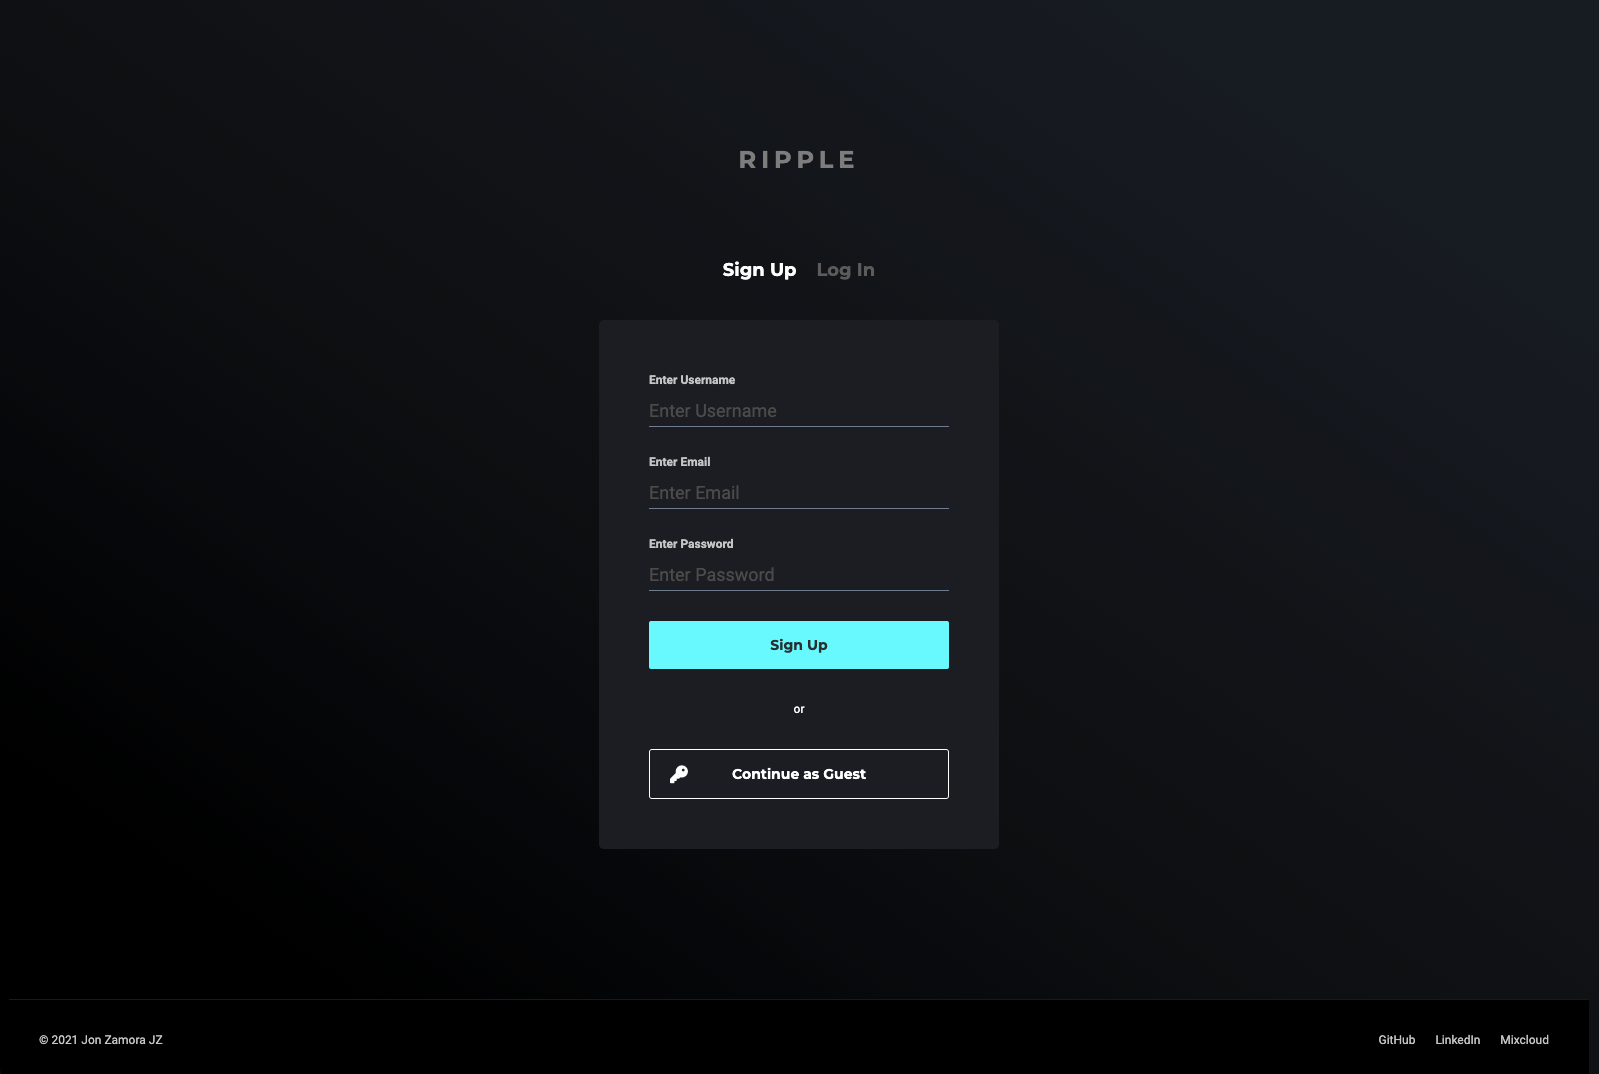 RIPPLE
Sign Up Log In
Enter Username
Enter Username
Enter Email
Enter Email
Enter Password
Enter Password
Sign Up
or
Continue as Guest
© 2021 Jon Zamora JZ GitHub LinkedIn Mixcloud